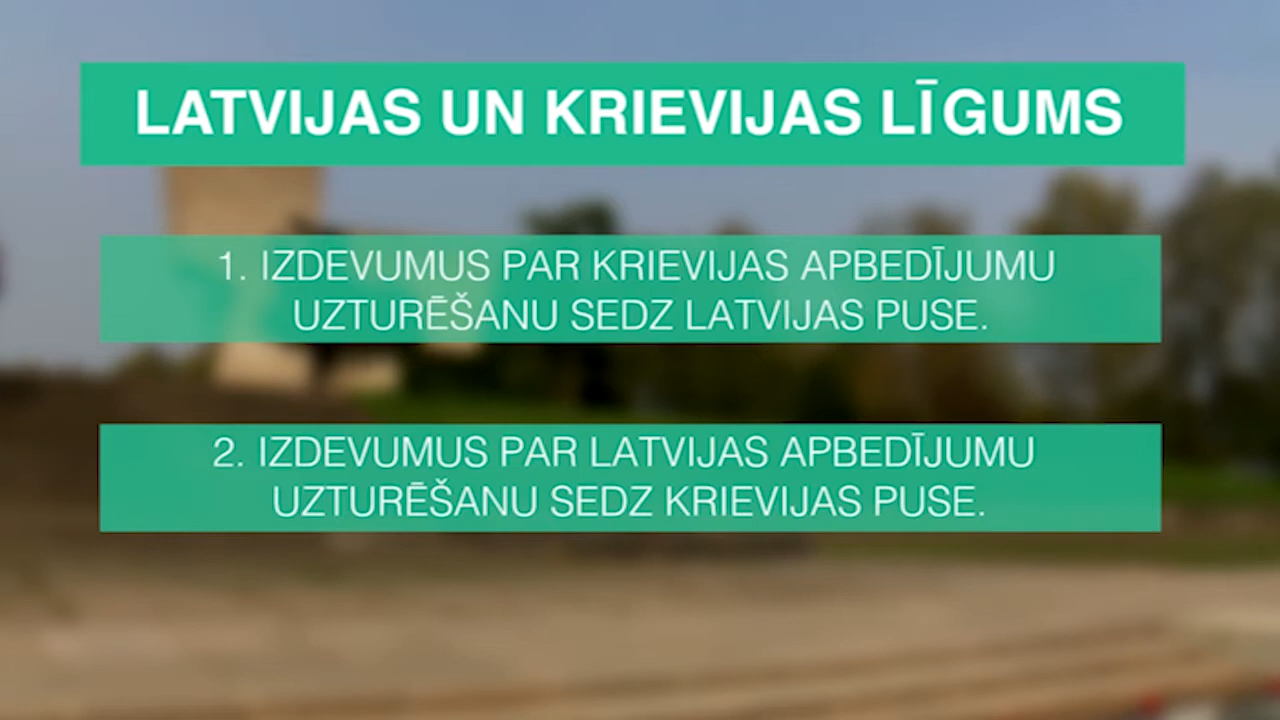 LATVIJAS UN KRIEVIJAS LĪGUMS
1. IZDEVUMUS PAR KRIEVIJAS APBEDĪJUMU
UZTURĒŠANU SEDZ LATVIJAS PUSE.
2. IZDEVUMUS PAR LATVIJAS APBEDĪJUMU
UZTURĒŠANU SEDZ KRIEVIJAS PUSE.